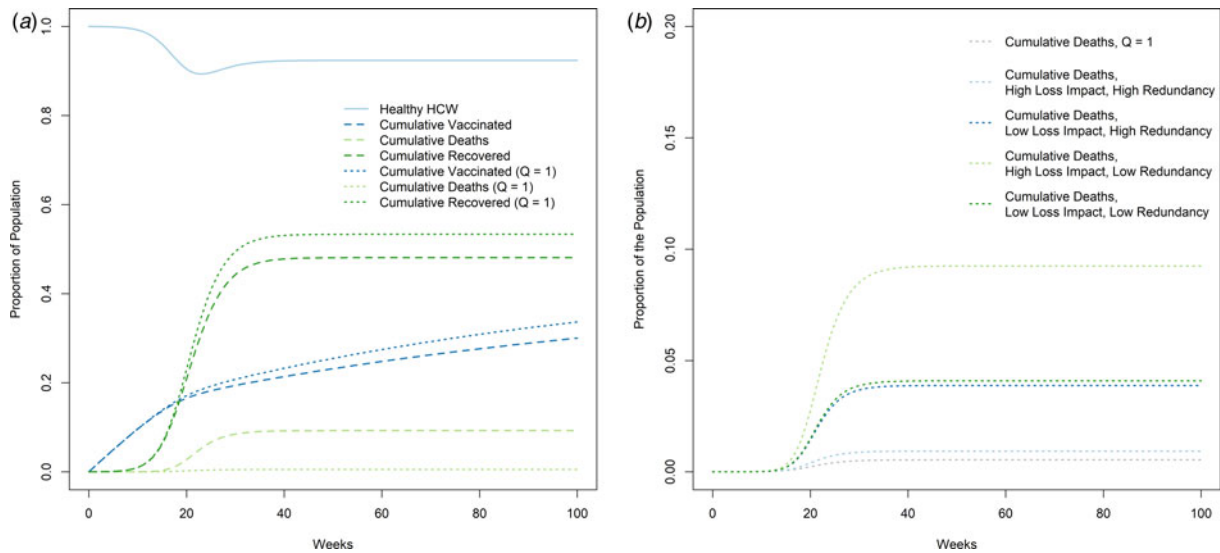 (a)
1.0
0.8
0.6
0.4
0.2
0.0
Proportion of Population
Healthy HCW
Cumulative Vaccinated
Cumulative Deaths
Cumulative Recovered
Cumulative Vaccinated (Q = 1)
Cumulative Deaths (Q = 1)
Cumulative Recovered (Q = 1)
0 20 40 60 80 100
Weeks
(b)
0.20
0.15
0.10
0.05
0.00
Proportion of the Population
Cumulative Deaths, Q = 1
Cumulative Deaths,
High Loss Impact, High Redundancy
Cumulative Deaths,
Low Loss Impact, High Redundancy
Cumulative Deaths,
High Loss Impact, Low Redundancy
Cumulative Deaths,
Low Loss Impact, Low Redundancy
0 20 40 60 80 100
Weeks